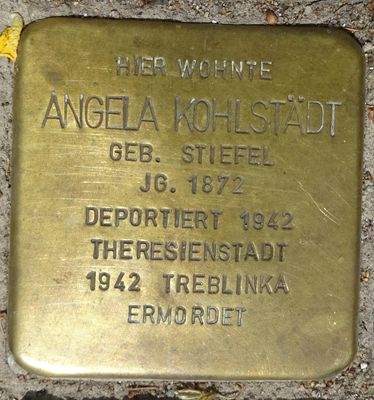 HIER WOHNTE
ANGELA KOHLSTÄDT
GEB. STIEFEL
JG. 1872
DEPORTIERT 1942
THERESIENSTADT
1942 TREBLINKA
ERMORDET